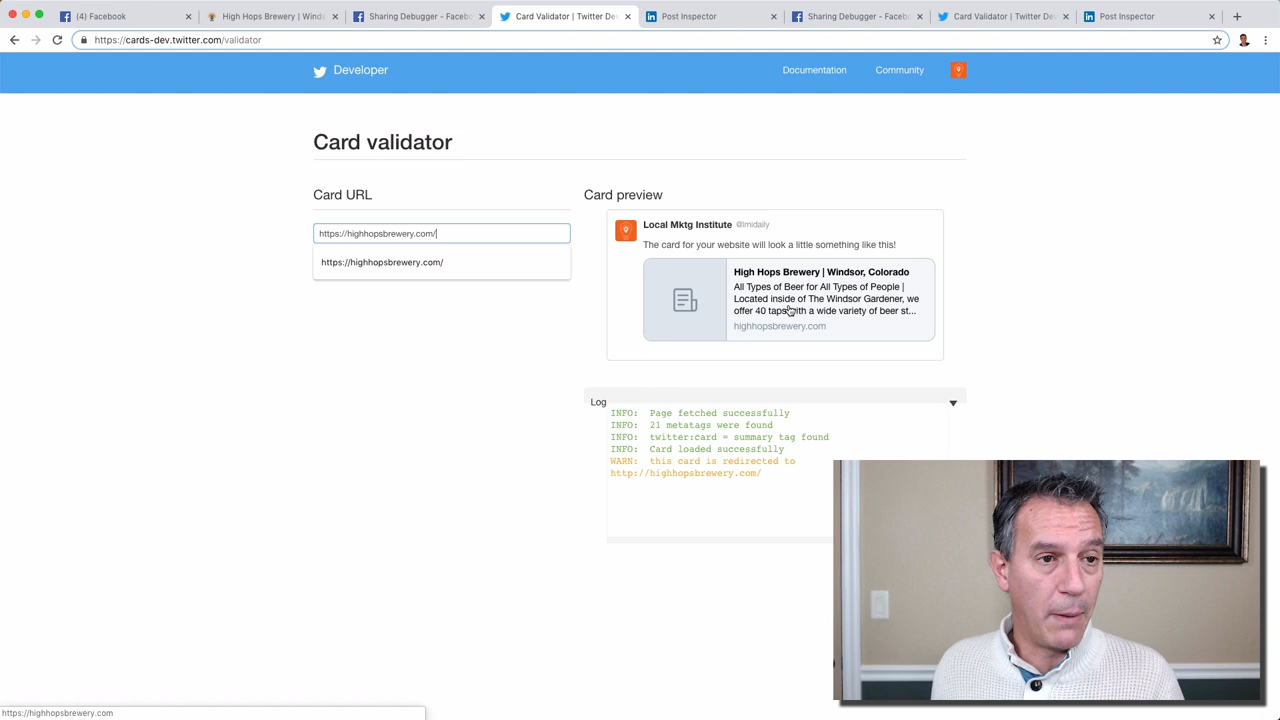 (4) Facebook
High Hops Brewery | Winds
Sharing Debugger - Facebo
Card Validator | Twitter Dev
Post Inspector
Sharing Debugger - Facebo
Card Validator | Twitter Dev
Post Inspector
https://cards-dev.twitter.com/validator
Developer
Documentation
Community
Card validator
Card URL
https://highhopsbrewery.com/
https://highhopsbrewery.com/
Card preview
Local Mktg Institute @lmidaily
The card for your website will look a little something like this!
High Hops Brewery | Windsor, Colorado
All Types of Beer for All Types of People |
Located inside of The Windsor Gardener, we
offer 40 taps with a wide variety of beer st...
highhopsbrewery.com
Log
INFO: Page fetched successfully
INFO: 21 metatags were found
INFO: twitter:card = summary tag found
INFO: Card loaded successfully
WARN: this card is redirected to
http://highhopsbrewery.com/
https://highhopsbrewery.com